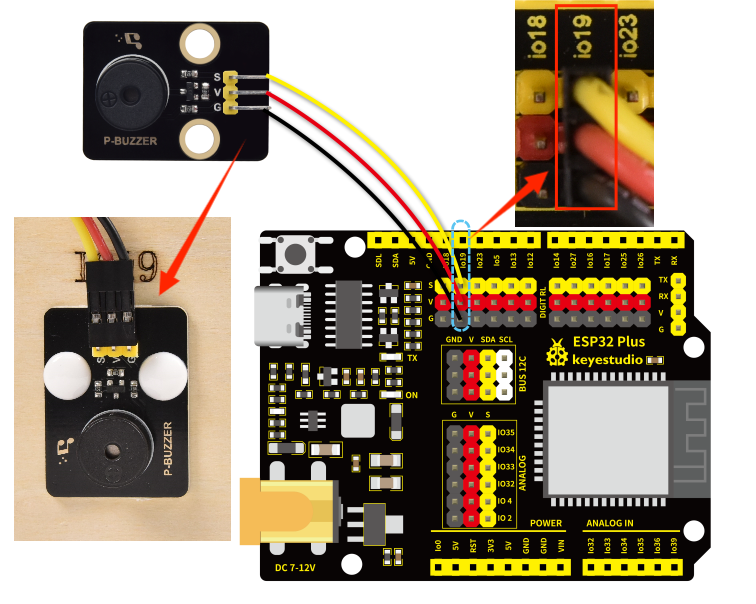 S
V
G
P-BUZZER
io18
io19
io23
1 9
S
V
G
P-BUZZER
SDL
SDA
5V
Io18
Io19
Io23
Io5
Io13
Io12
Io14
Io27
Io16
Io17
Io25
Io26
TX
RX
S
V
G
DIGIT RL
TX
RX
V
G
GND V SDA SCL
BUS 12C
ESP32 Plus
keyestudio
TX
ON
G V S
IO35
IO34
IO33
IO32
IO 4
IO 2
ANALOG
POWER
ANALOG IN
Io0
5V
RST
3V3
5V
GND
GND
VIN
Io32
Io33
Io34
Io35
Io36
Io39
DC 7-12V